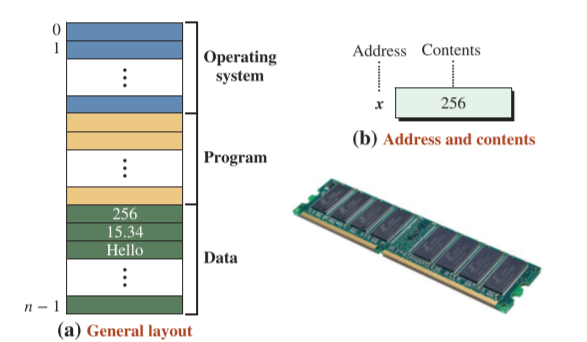 0
1
Operating
system
Program
256
15.34
Hello
Data
n − 1
(a) General layout
Address Contents
x 256
(b) Address and contents